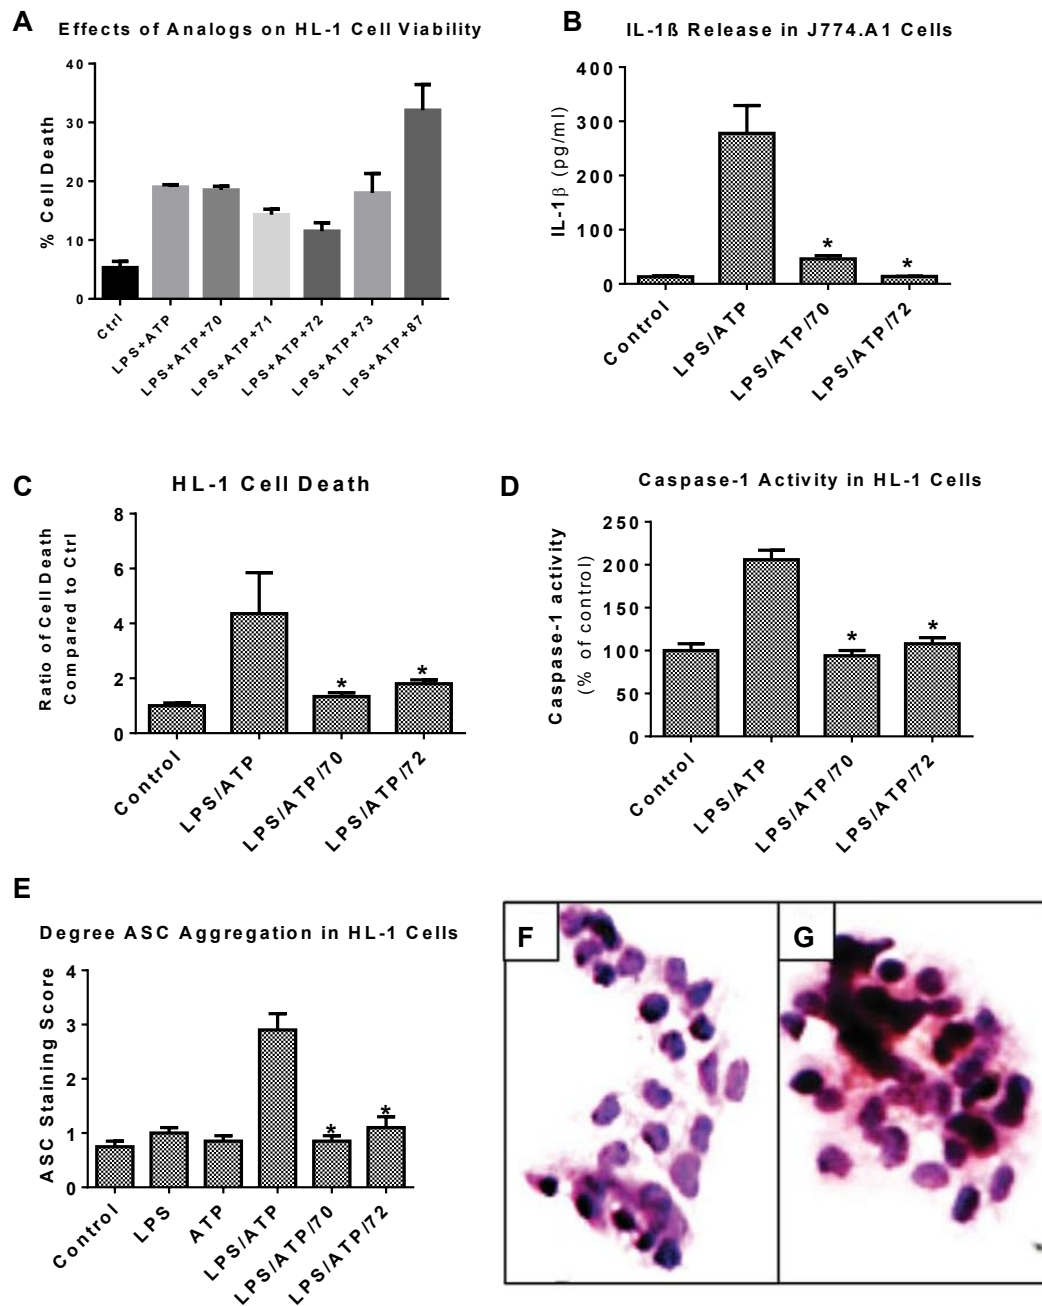 A
Effects of Analogs on HL-1 Cell Viability
% Cell Death
40
30
20
10
0
Ctrl
LPS+ATP
LPS+ATP+70
LPS+ATP+71
LPS+ATP+72
LPS+ATP+73
LPS+ATP+87
B
IL-1ß Release in J774.A1 Cells
IL-1β (pg/ml)
400
300
200
100
0
*
*
Control
LPS/ATP
LPS/ATP/70
LPS/ATP/72
C
HL-1 Cell Death
Ratio of Cell Death
Compared to Ctrl
8
6
4
2
0
*
*
Control
LPS/ATP
LPS/ATP/70
LPS/ATP/72
D
Caspase-1 Activity in HL-1 Cells
Caspase-1 activity
(% of control)
250
200
150
100
50
0
*
*
Control
LPS/ATP
LPS/ATP/70
LPS/ATP/72
E
Degree ASC Aggregation in HL-1 Cells
ASC Staining Score
4
3
2
1
0
*
*
Control
LPS
ATP
LPS/ATP
LPS/ATP/70
LPS/ATP/72
F
G